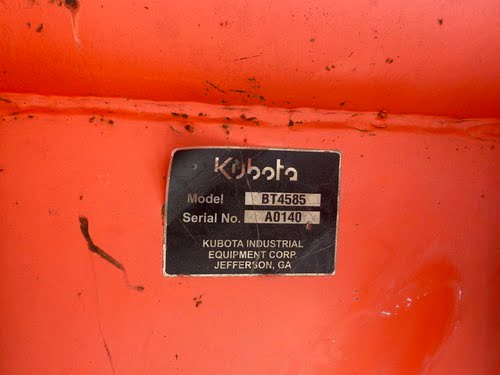 Kubota
Model BT4585
Serial No. A0140
KUBOTA INDUSTRIAL
EQUIPMENT CORP.
JEFFERSON, GA